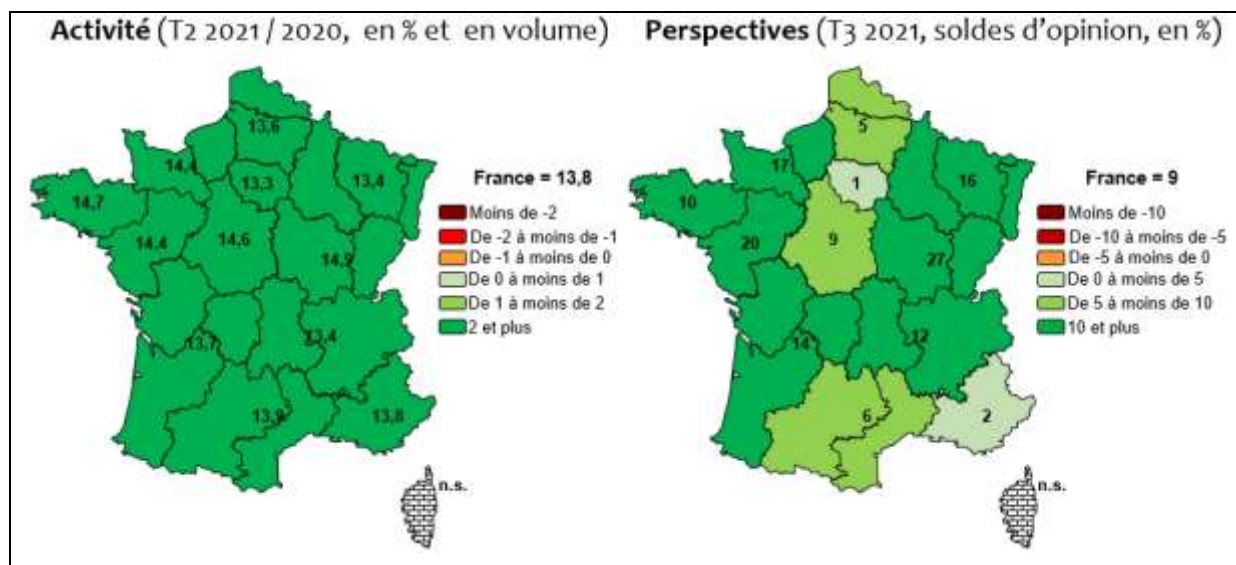 Activité (T2 2021 / 2020, en % et en volume)
13,6
14,4
13,3
13,4
14,7
14,4
14,6
14,9
13,7
13,4
13,9
13,8
n.s.
France = 13,8
Moins de -2
De -2 à moins de -1
De -1 à moins de 0
De 0 à moins de 1
De 1 à moins de 2
2 et plus
Perspectives (T3 2021, soldes d'opinion, en %)
5
17
1
16
10
20
9
27
14
12
6
2
n.s.
France = 9
Moins de -10
De -10 à moins de -5
De -5 à moins de 0
De 0 à moins de 5
De 5 à moins de 10
10 et plus